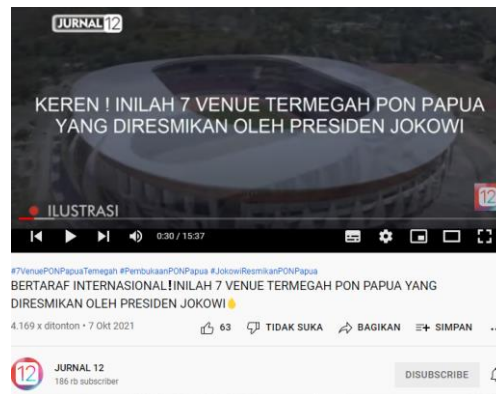 JURNAL 12
KEREN ! INILAH 7 VENUE TERMEGAH PON PAPUA
YANG DIRESMIKAN OLEH PRESIDEN JOKOWI
12
ILUSTRASI
0:30 / 15:37
#7VenuePONPapuaTemegah #PembukaanPONPapua #JokowiResmikanPONPapua
BERTARAF INTERNASIONAL❗INILAH 7 VENUE TERMEGAH PON PAPUA YANG
DIRESMIKAN OLEH PRESIDEN JOKOWI
4.169 x ditonton • 7 Okt 2021 63 TIDAK SUKA BAGIKAN SIMPAN ...
12 JURNAL 12
186 rb subscriber
DISUBSCRIBE